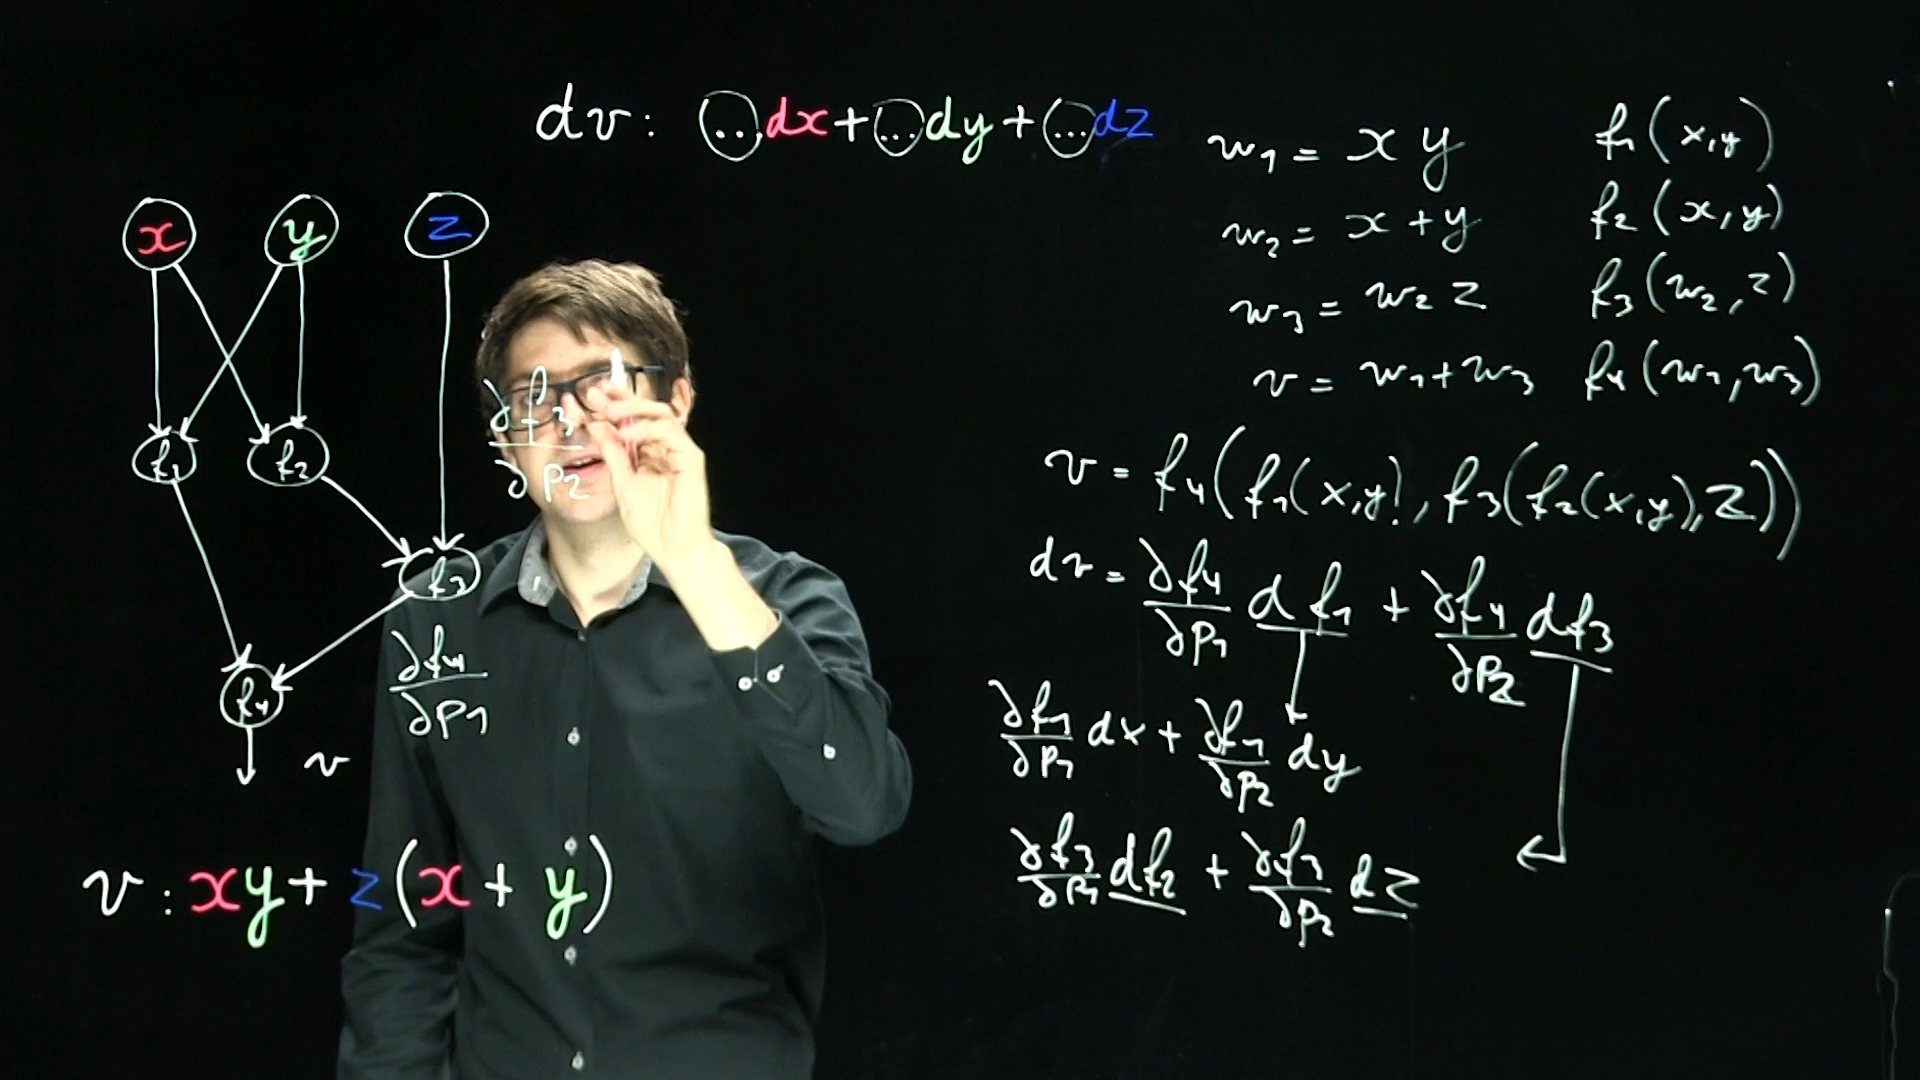 dv: ...dx+...dy+...dz
w₁ = x y f₁(x,y)
w₂ = x + y f₂(x,y)
w₃ = w₂ z f₃(w₂,z)
v = w₁+w₃ f₄(w₁,w₃)
x y z
f₁ f₂
f₃
f₄
v
∂f₃/∂p₂
∂f₄/∂p₁
v = f₄(f₁(x,y), f₃(f₂(x,y),z))
dv = ∂f₄/∂p₁ df₁ + ∂f₄/∂p₂ df₃
∂f₁/∂p₁ dx + ∂f₁/∂p₂ dy
∂f₃/∂p₁ df₂ + ∂f₃/∂p₂ dz
v: xy+z(x+y)